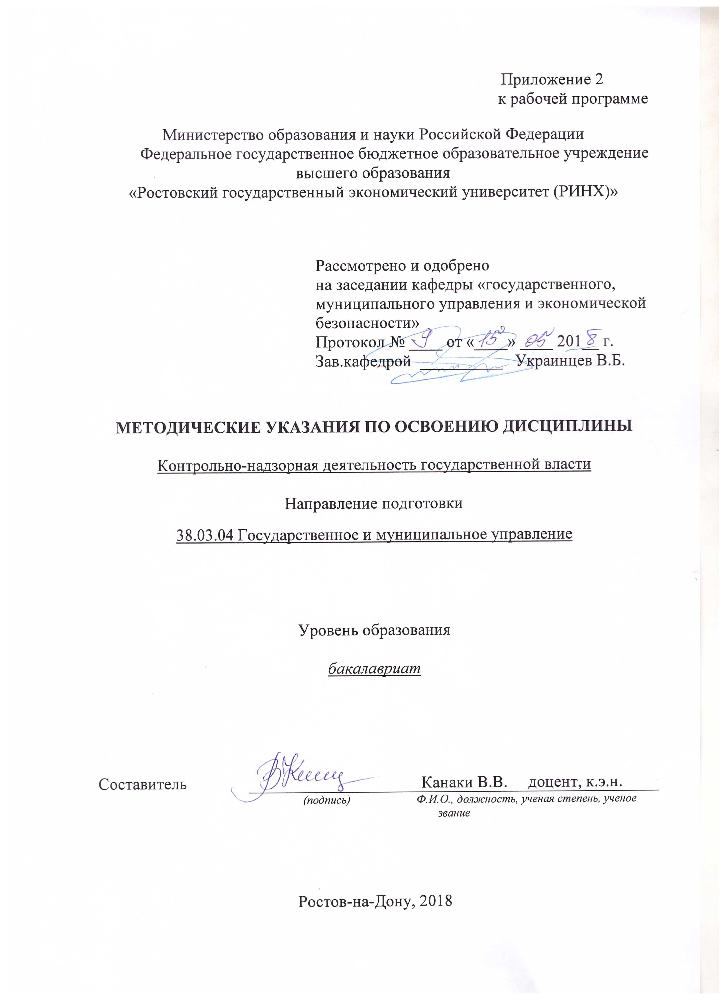 Приложение 2
к рабочей программе
Министерство образования и науки Российской Федерации
Федеральное государственное бюджетное образовательное учреждение
высшего образования
«Ростовский государственный экономический университет (РИНХ)»
Рассмотрено и одобрено
на заседании кафедры «государственного,
муниципального управления и экономической
безопасности»
Протокол № 9 от «15» 05 2018 г.
Зав.кафедрой Украинцев В.Б.
МЕТОДИЧЕСКИЕ УКАЗАНИЯ ПО ОСВОЕНИЮ ДИСЦИПЛИНЫ
Контрольно-надзорная деятельность государственной власти
Направление подготовки
38.03.04 Государственное и муниципальное управление
Уровень образования
бакалавриат
Составитель Канаки В.В. доцент, к.э.н.
(подпись) Ф.И.О., должность, ученая степень, ученое
звание
Ростов-на-Дону, 2018